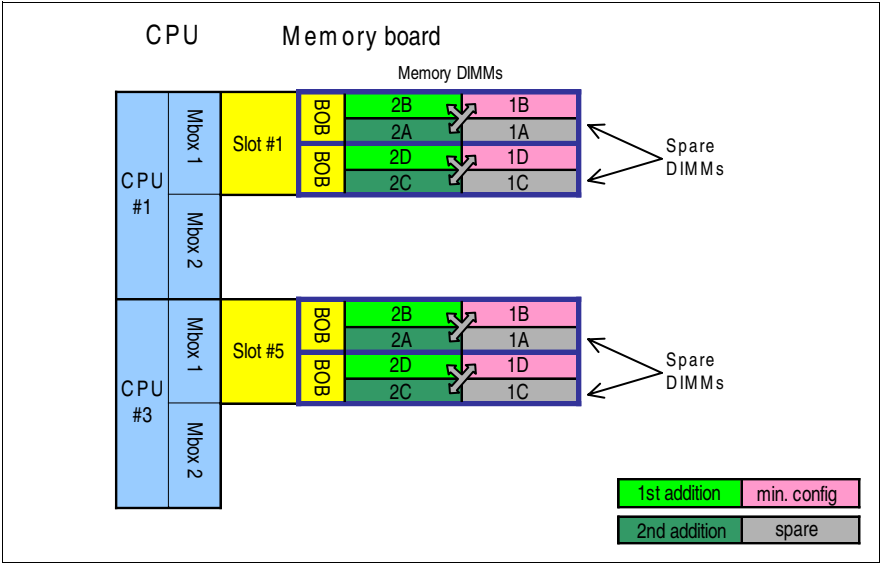 CPU Memory board
Memory DIMMs
CPU
#1
Mbox 1
Mbox 2
Slot #1
BOB
2B 1B
2A 1A
BOB
2D 1D
2C 1C
Spare
DIMMs
CPU
#3
Mbox 1
Mbox 2
Slot #5
BOB
2B 1B
2A 1A
BOB
2D 1D
2C 1C
Spare
DIMMs
1st addition min. config
2nd addition spare